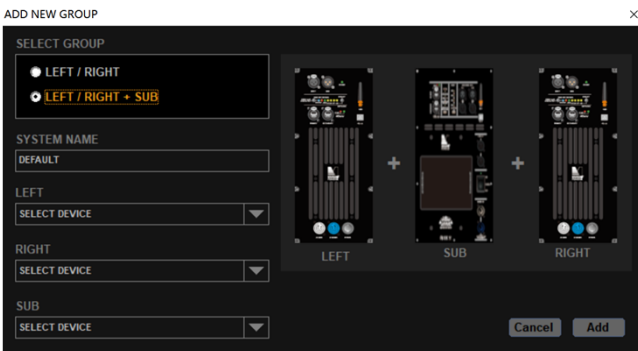 ADD NEW GROUP
SELECT GROUP
LEFT / RIGHT
LEFT / RIGHT + SUB
SYSTEM NAME
DEFAULT
LEFT
SELECT DEVICE
RIGHT
SELECT DEVICE
SUB
SELECT DEVICE
LEFT
+
SUB
+
RIGHT
Cancel
Add